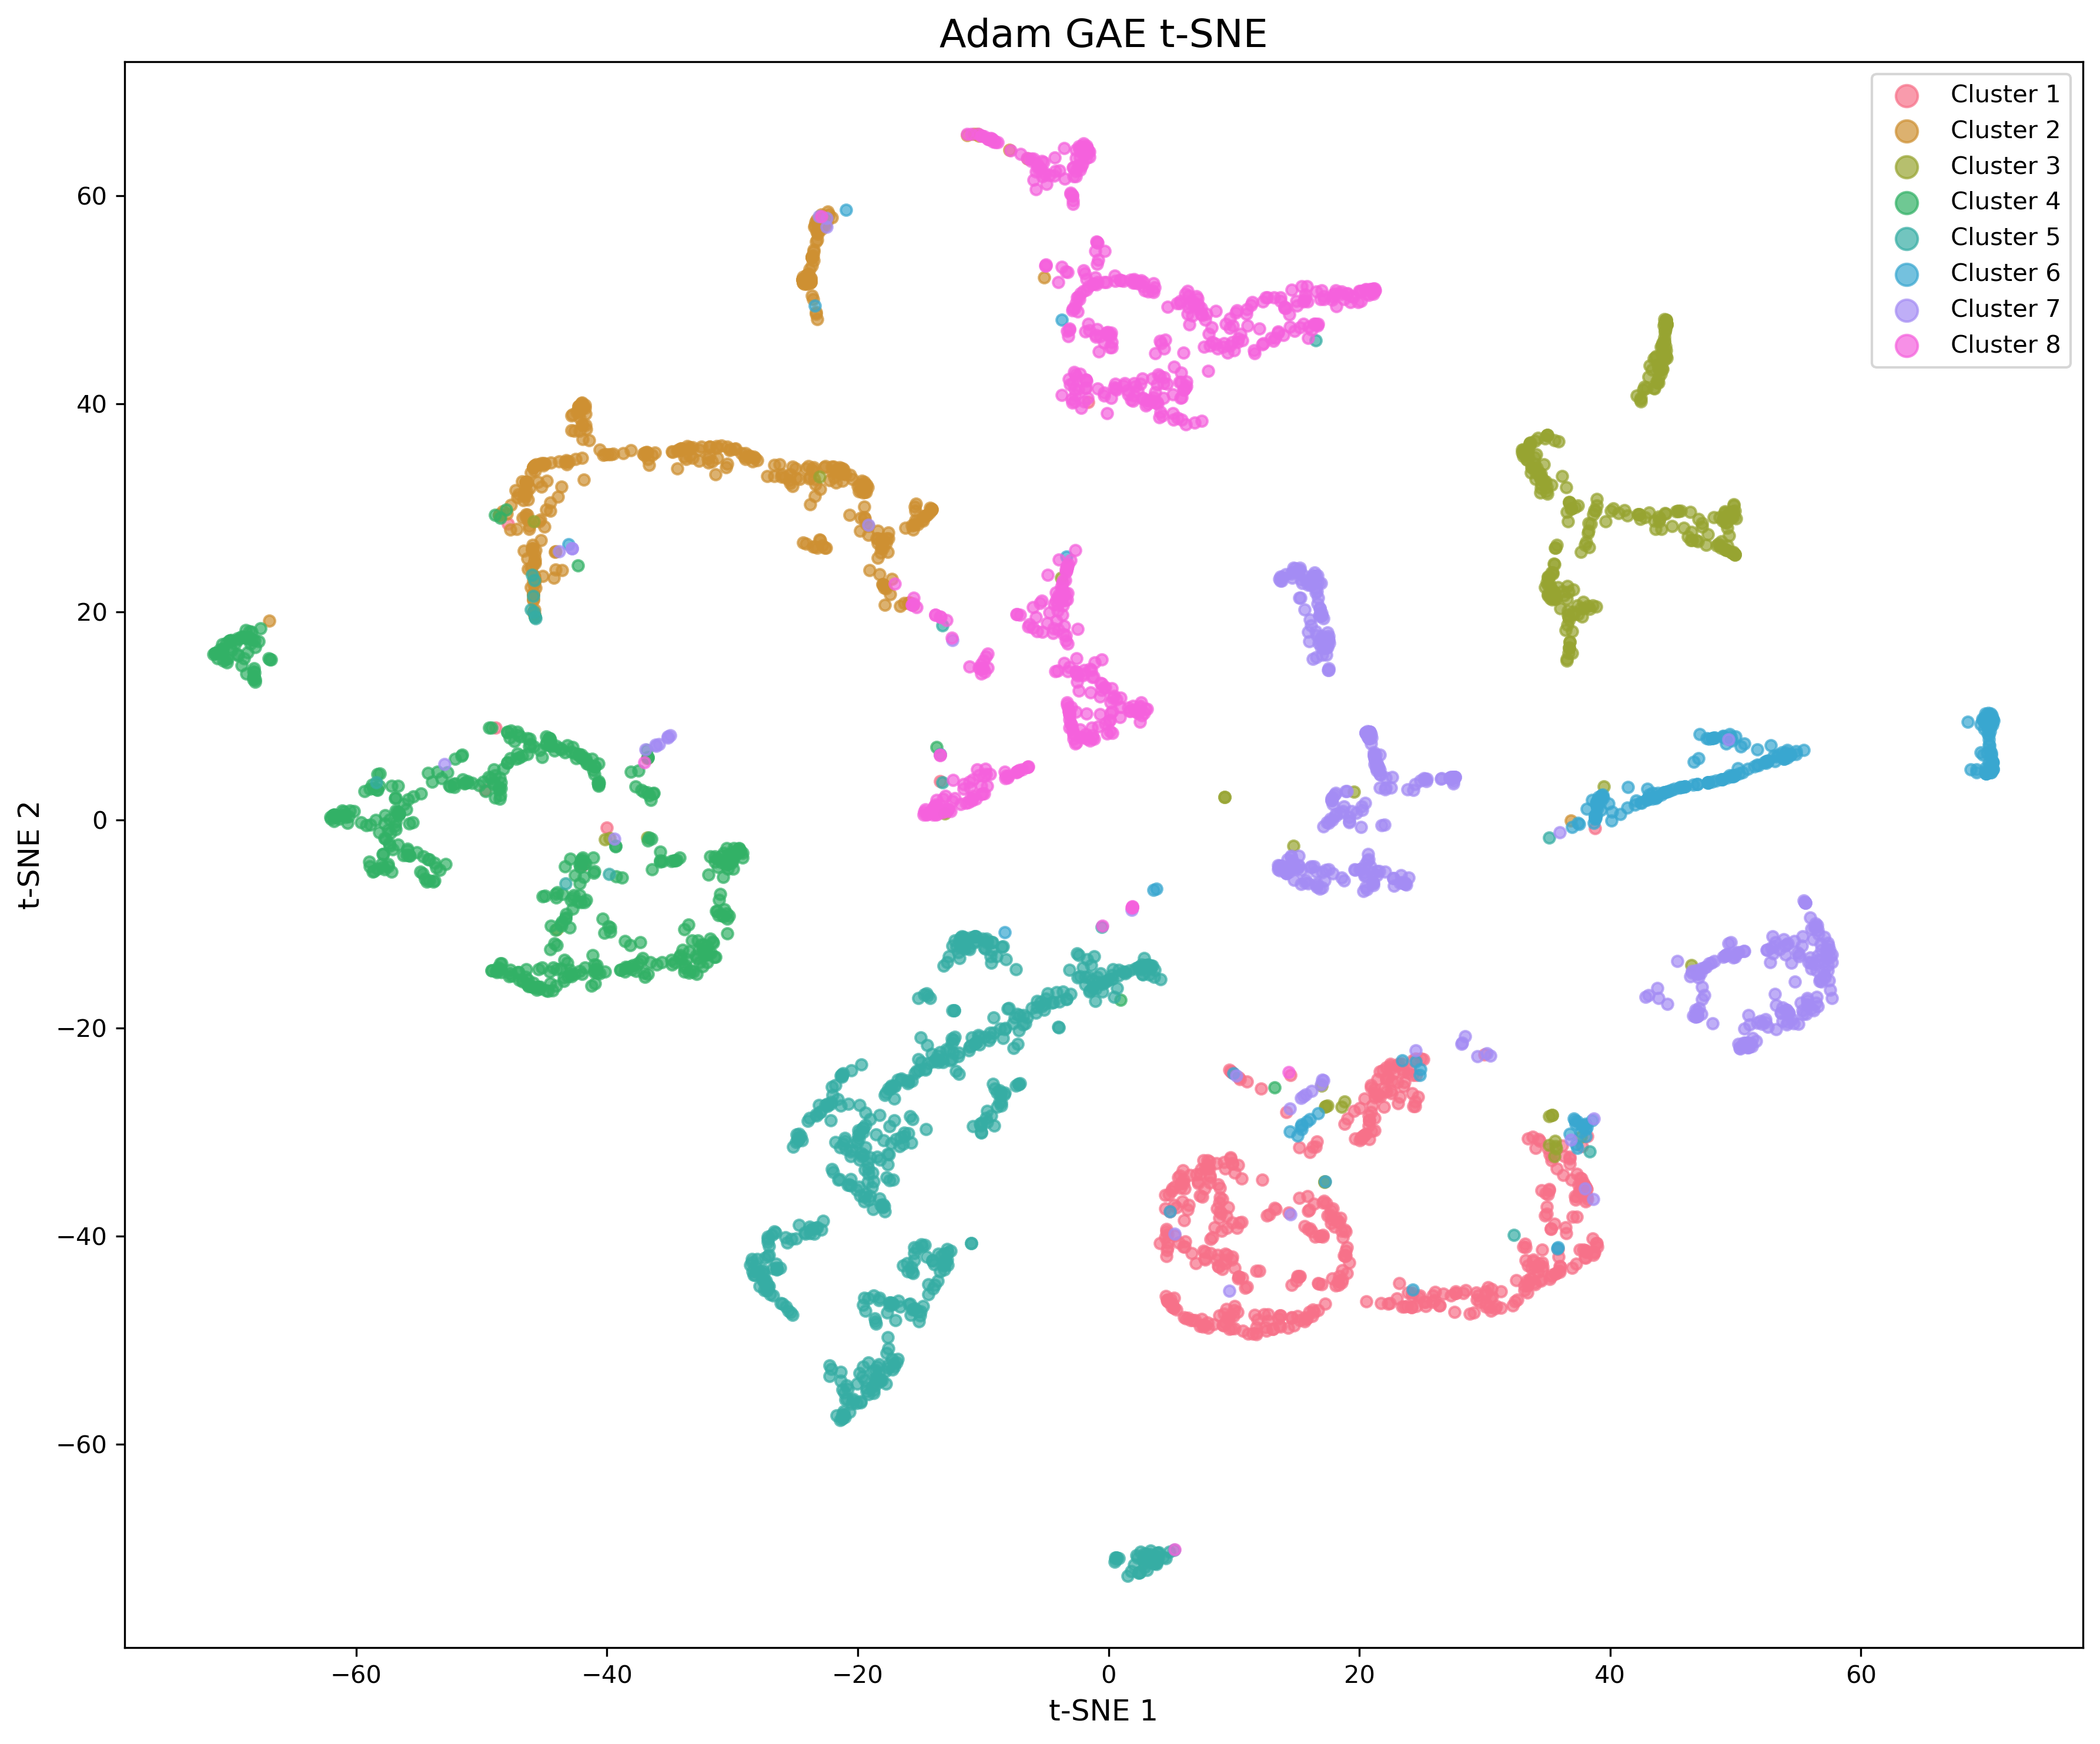 Adam GAE t-SNE
Cluster 1
Cluster 2
Cluster 3
Cluster 4
Cluster 5
Cluster 6
Cluster 7
Cluster 8
60
40
20
0
−20
−40
−60
t-SNE 2
−60 −40 −20 0 20 40 60
t-SNE 1